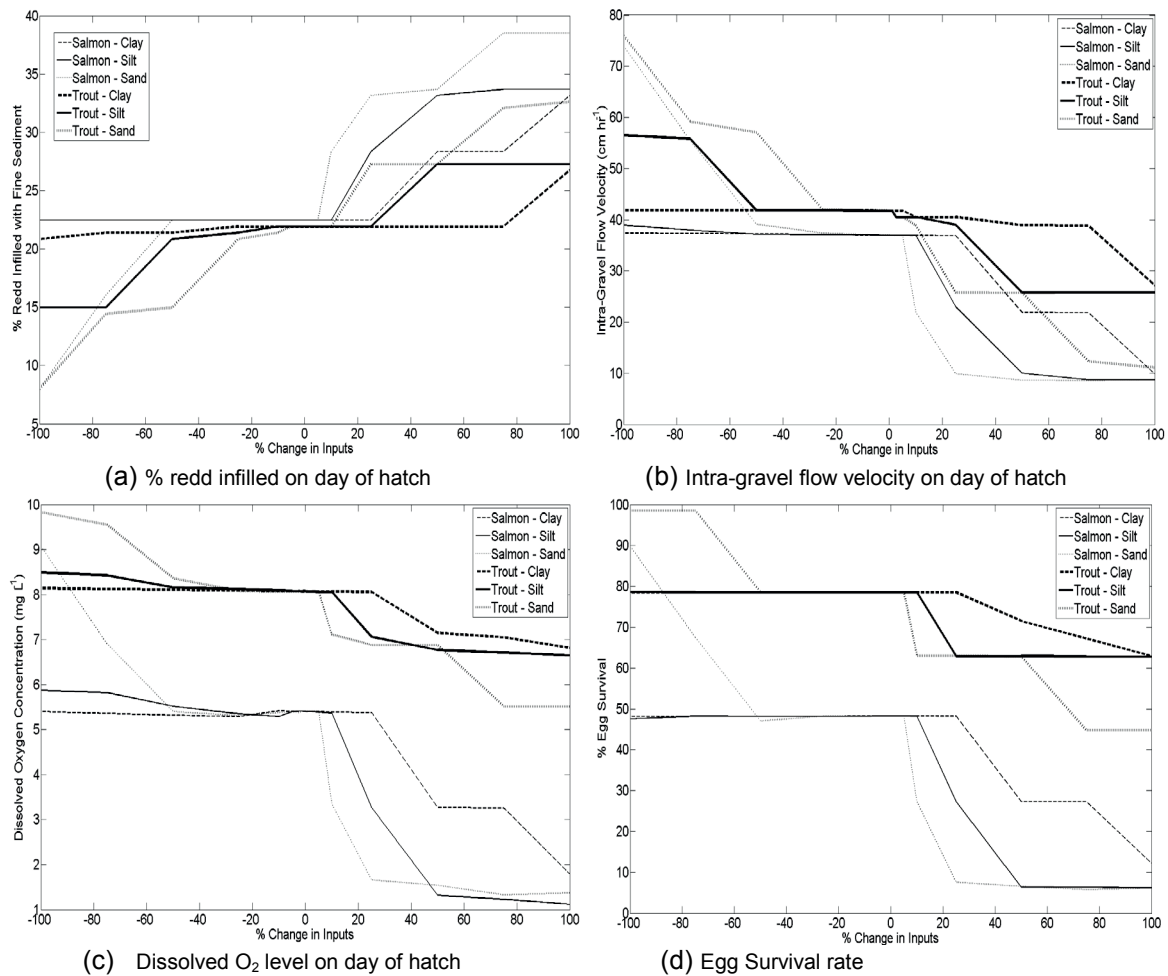 40
35
30
25
20
15
10
5
% Redd Infilled with Fine Sediment
Salmon - Clay
Salmon - Silt
Salmon - Sand
Trout - Clay
Trout - Silt
Trout - Sand
-100 -80 -60 -40 -20 0 20 40 60 80 100
% Change in Inputs
(a) % redd infilled on day of hatch
80
70
60
50
40
30
20
10
0
Intra-Gravel Flow Velocity (cm hr-1)
Salmon - Clay
Salmon - Silt
Salmon - Sand
Trout - Clay
Trout - Silt
Trout - Sand
-100 -80 -60 -40 -20 0 20 40 60 80 100
% Change in Inputs
(b) Intra-gravel flow velocity on day of hatch
10
9
8
7
6
5
4
3
2
1
Dissolved Oxygen Concentration (mg L-1)
Salmon - Clay
Salmon - Silt
Salmon - Sand
Trout - Clay
Trout - Silt
Trout - Sand
-100 -80 -60 -40 -20 0 20 40 60 80 100
% Change in Inputs
(c) Dissolved O2 level on day of hatch
100
90
80
70
60
50
40
30
20
10
0
% Egg Survival
Salmon - Clay
Salmon - Silt
Salmon - Sand
Trout - Clay
Trout - Silt
Trout - Sand
-100 -80 -60 -40 -20 0 20 40 60 80 100
% Change in Inputs
(d) Egg Survival rate